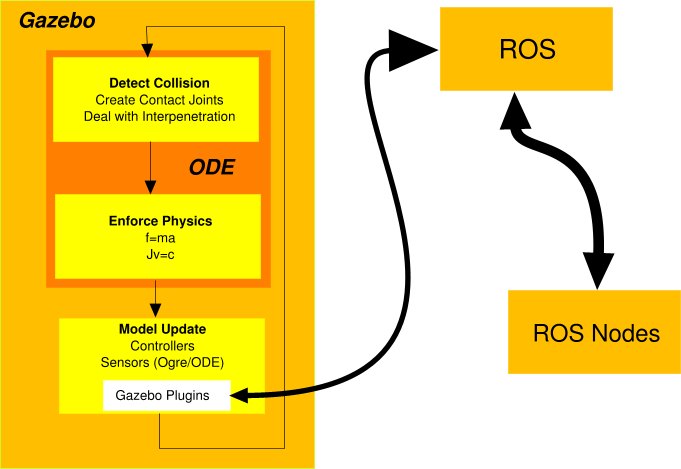 Gazebo
Detect Collision
Create Contact Joints
Deal with Interpenetration
ODE
Enforce Physics
f=ma
Jv=c
Model Update
Controllers
Sensors (Ogre/ODE)
Gazebo Plugins
ROS
ROS Nodes